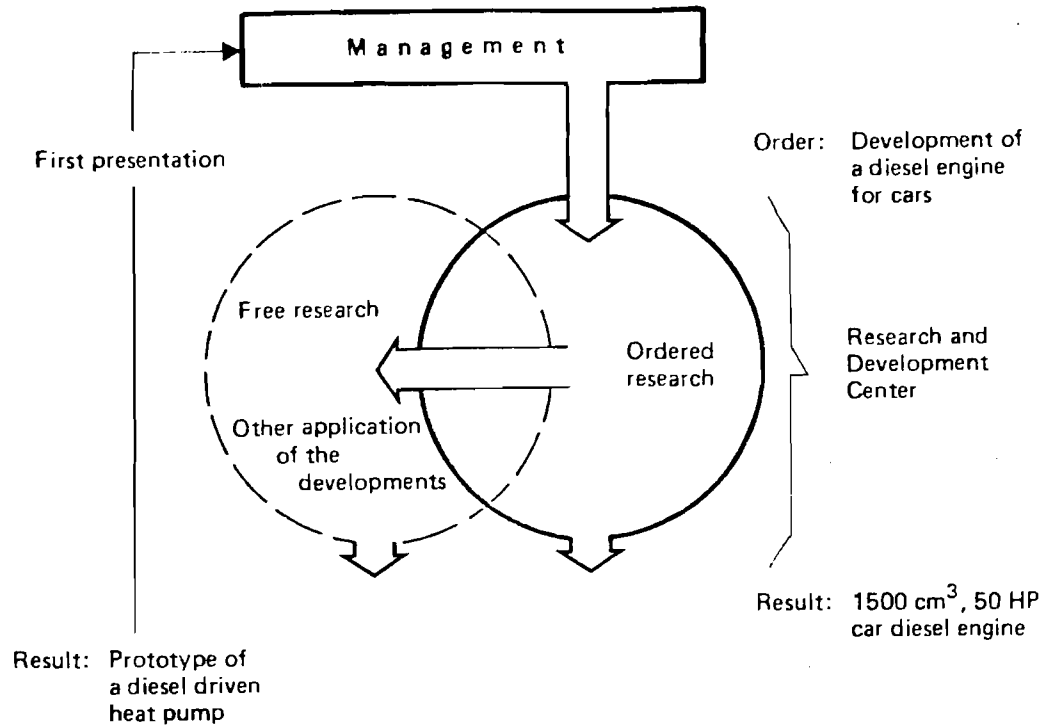 Management
First presentation
Order: Development of
a diesel engine
for cars
Free research
Ordered
research
Research and
Development
Center
Other application
of the
developments
Result: 1500 cm³, 50 HP
car diesel engine
Result: Prototype of
a diesel driven
heat pump